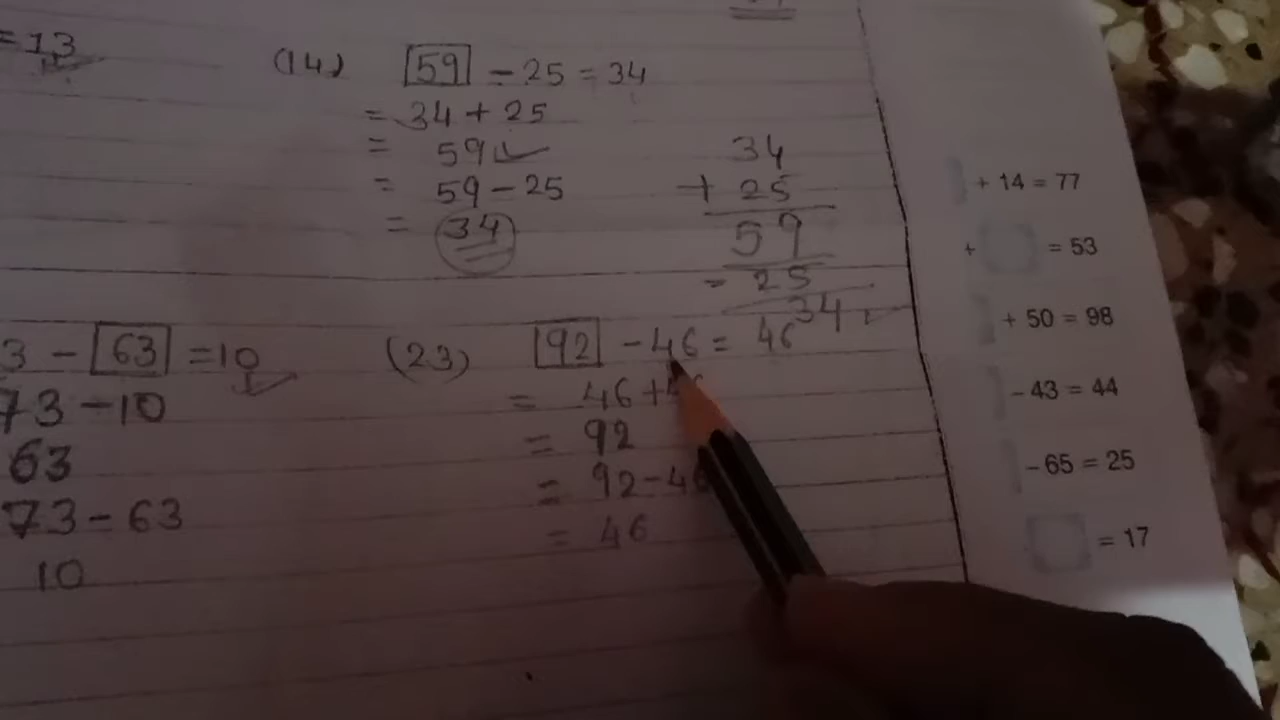 = 13
(14) 59 - 25 = 34
= 34 + 25
= 59
= 59 - 25
= 34
34
+ 25
59
- 25
34
3 - 63 = 10
73 - 10
63
73 - 63
10
(23) 92 - 46 = 46
= 46 +
= 92
= 92 - 46
= 46
+ 14 = 77
+ = 53
+ 50 = 98
- 43 = 44
- 65 = 25
= 17